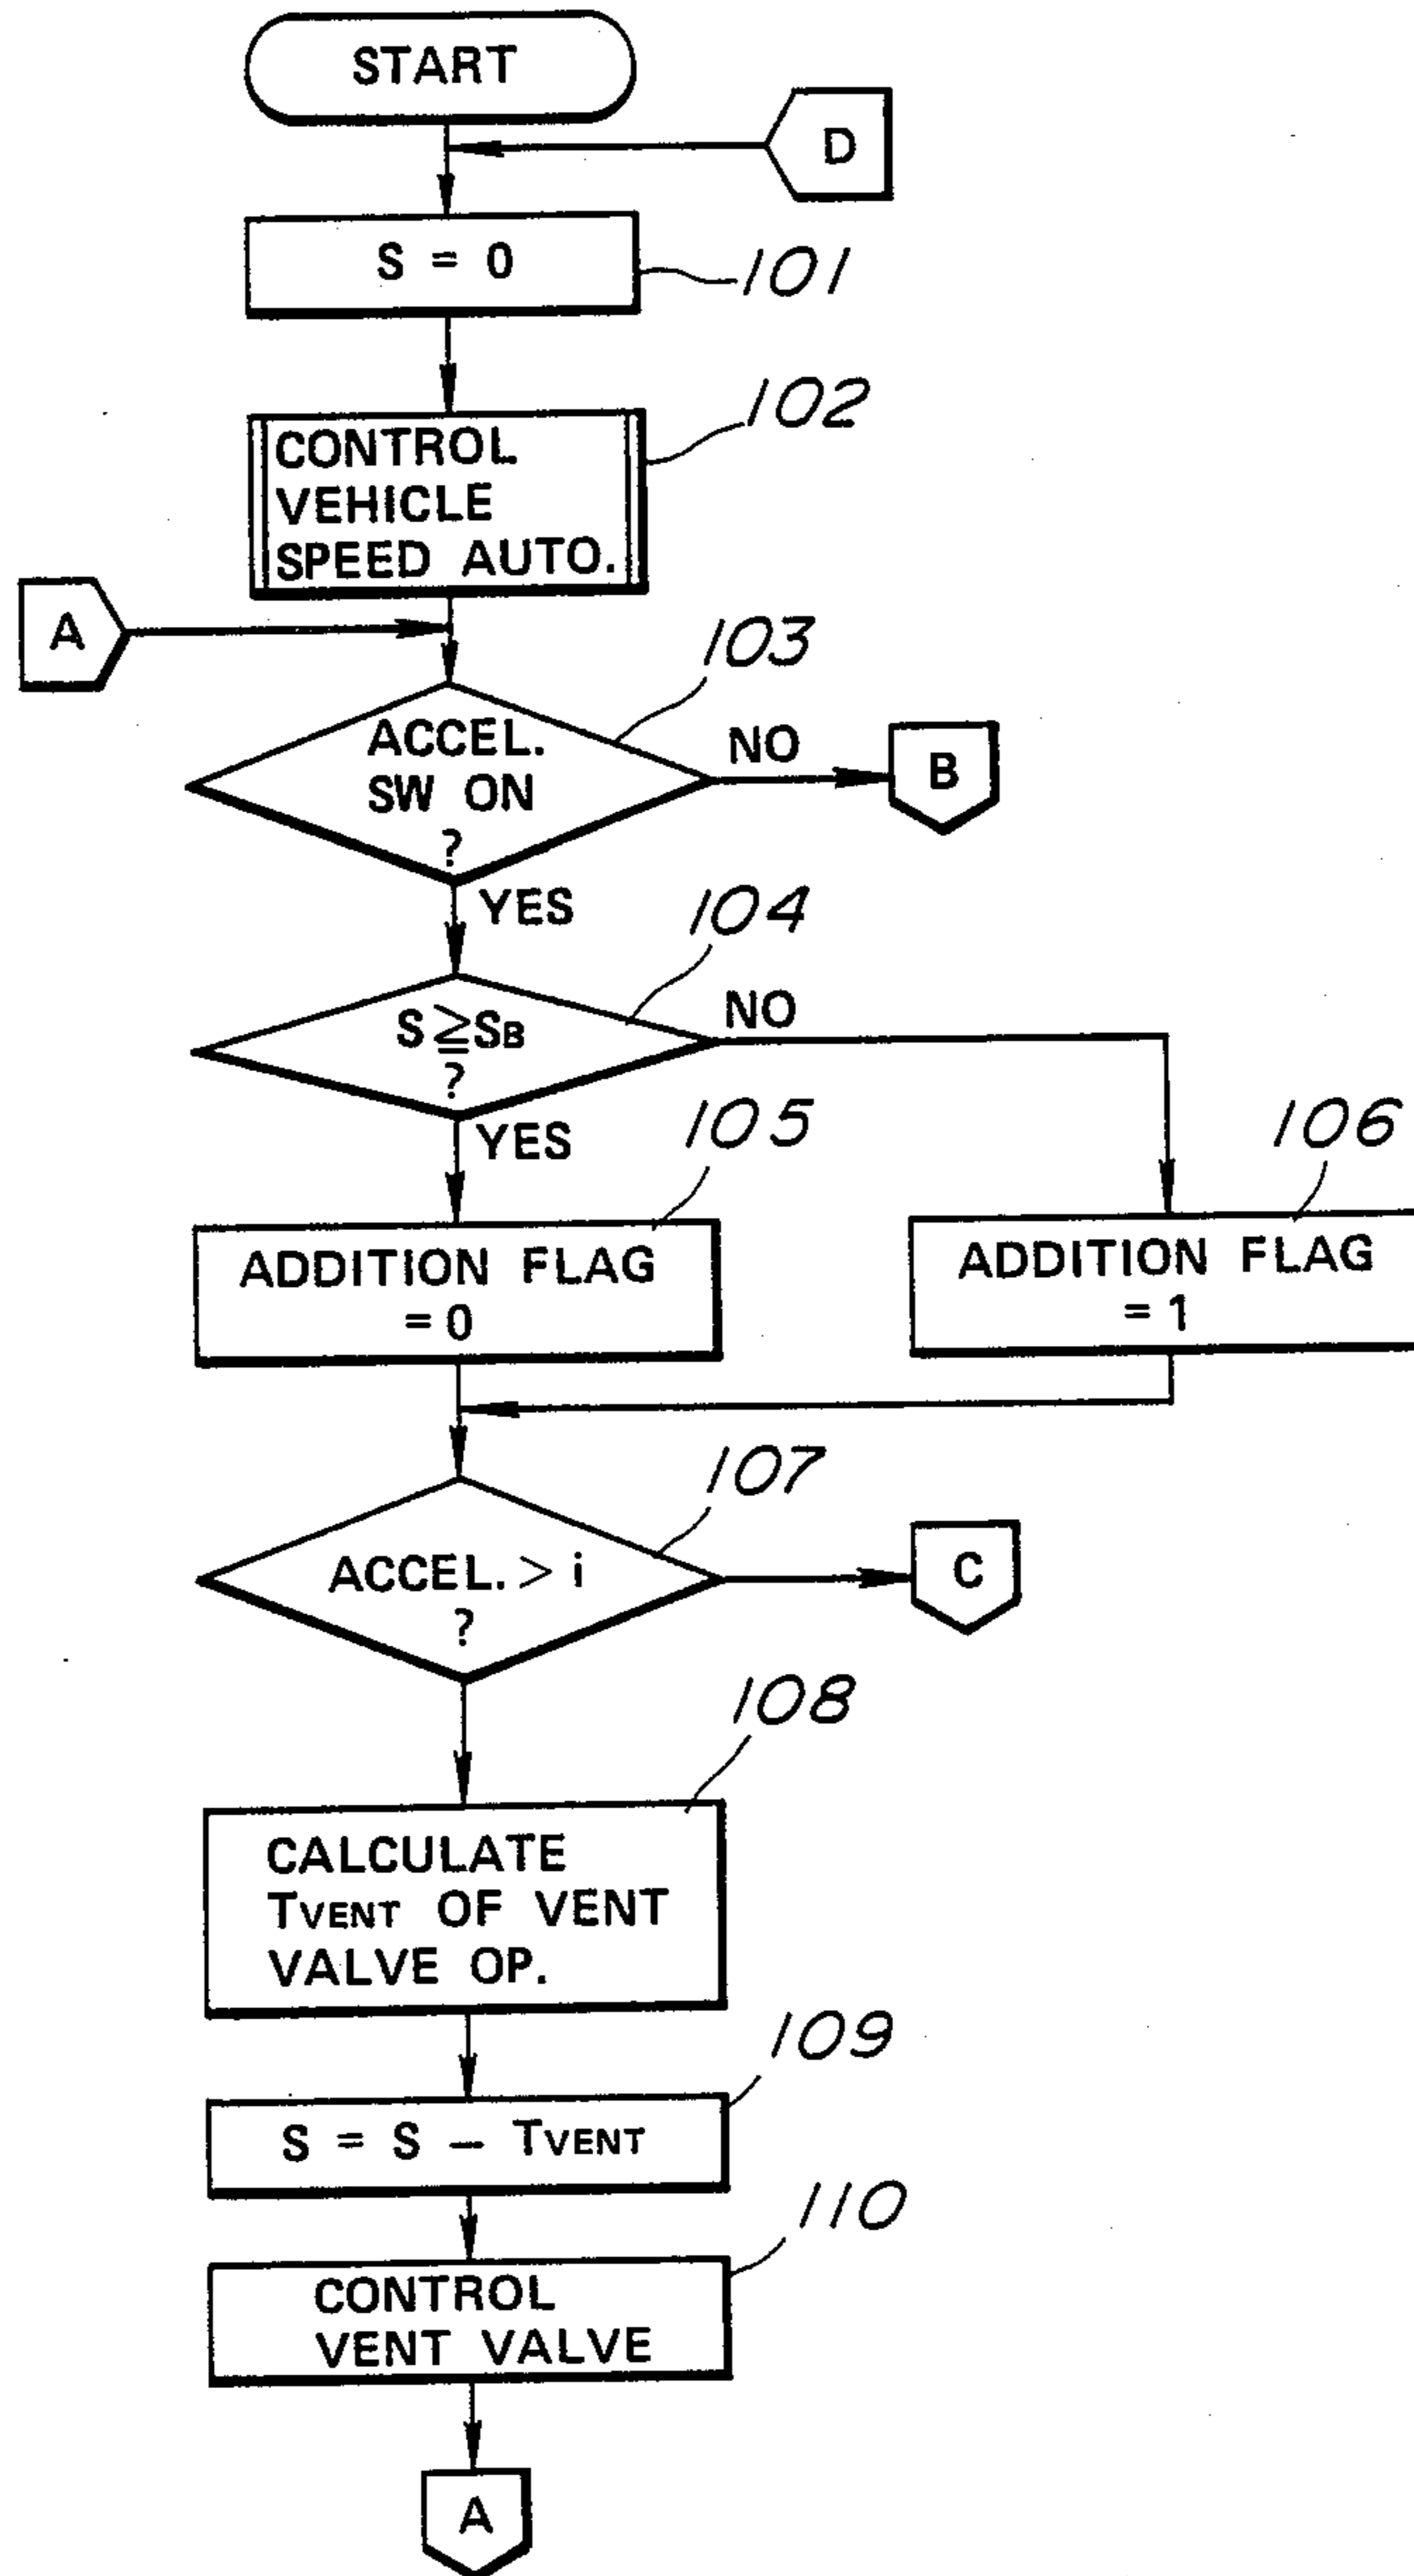 START
D
S = 0
101
102
CONTROL
VEHICLE
SPEED AUTO.
A
103
ACCEL.
SW ON
?
NO
B
YES
104
S ≧ SB
?
NO
YES
105
106
ADDITION FLAG
= 0
ADDITION FLAG
= 1
107
ACCEL. > i
?
C
108
CALCULATE
TVENT OF VENT
VALVE OP.
109
S = S – TVENT
110
CONTROL
VENT VALVE
A